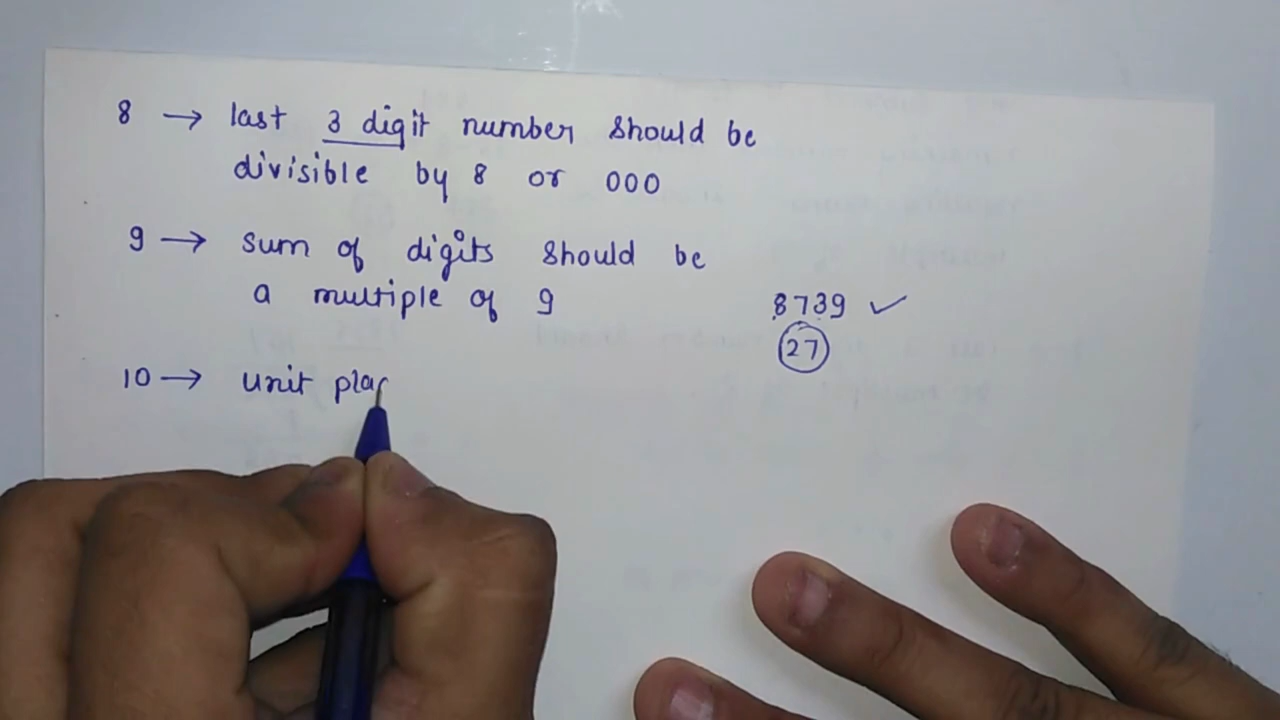 8 → last 3 digit number should be
divisible by 8 or 000
9 → sum of digits should be
a multiple of 9
8739 ✓
27
10 → unit plac